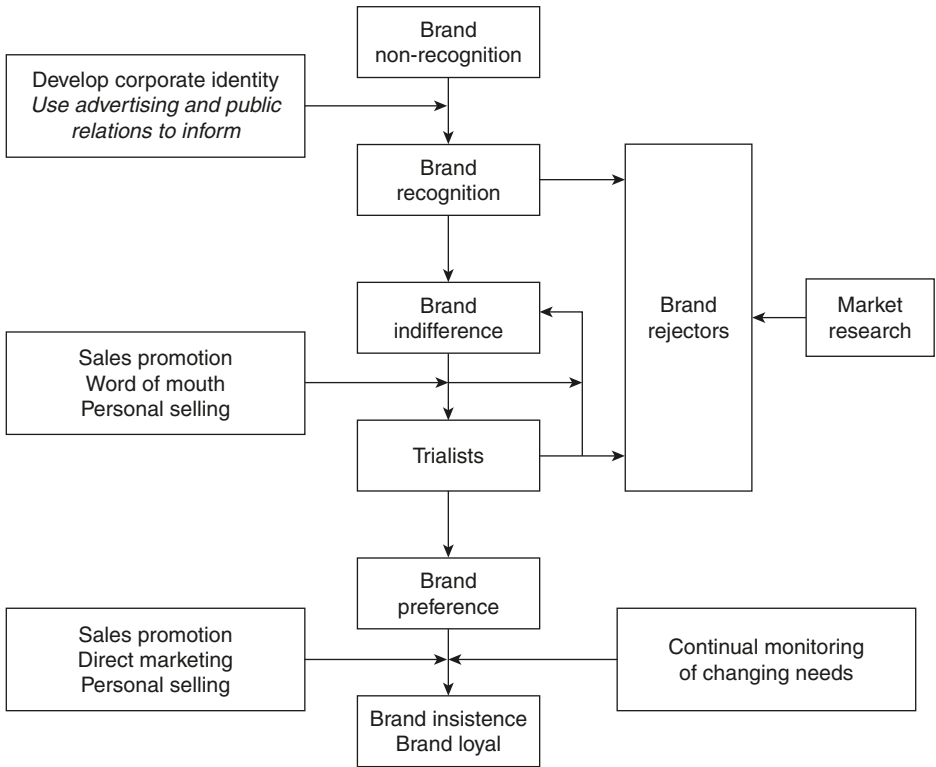 Brand
non-recognition
Develop corporate identity
Use advertising and public
relations to inform
Brand
recognition
Brand
indifference
Brand
rejectors
Market
research
Sales promotion
Word of mouth
Personal selling
Trialists
Brand
preference
Sales promotion
Direct marketing
Personal selling
Continual monitoring
of changing needs
Brand insistence
Brand loyal